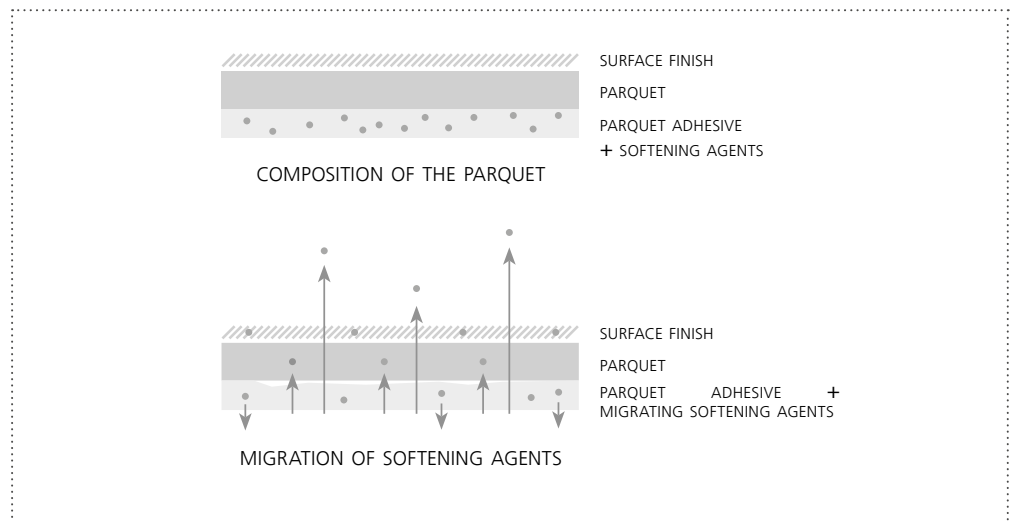 SURFACE FINISH
PARQUET
PARQUET ADHESIVE
+ SOFTENING AGENTS
COMPOSITION OF THE PARQUET
SURFACE FINISH
PARQUET
PARQUET ADHESIVE +
MIGRATING SOFTENING AGENTS
MIGRATION OF SOFTENING AGENTS